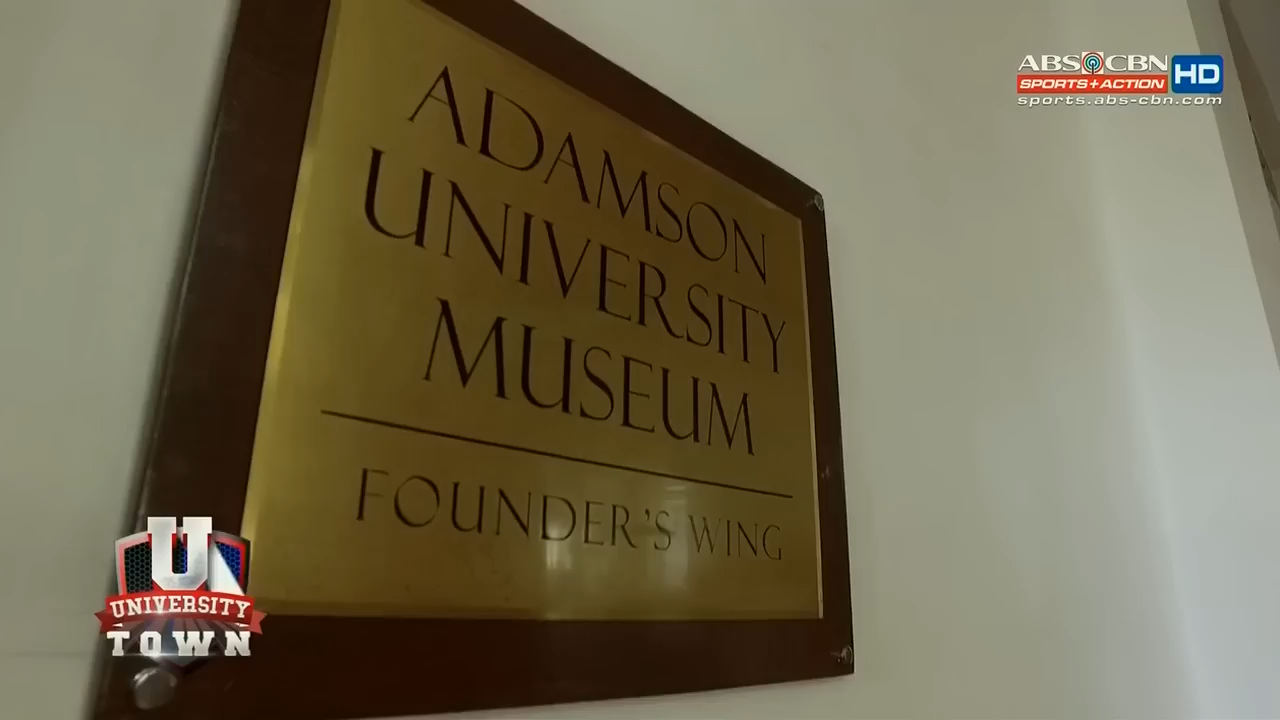 ABS CBN
SPORTS+ACTION
HD
sports.abs-cbn.com
ADAMSON
UNIVERSITY
MUSEUM
FOUNDER'S WING
U
UNIVERSITY
TOWN